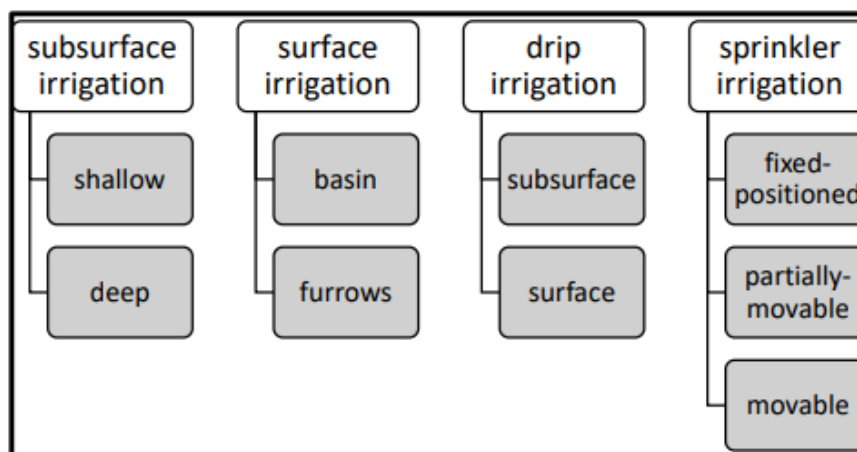 subsurface
irrigation
shallow
deep
surface
irrigation
basin
furrows
drip
irrigation
subsurface
surface
sprinkler
irrigation
fixed-
positioned
partially-
movable
movable